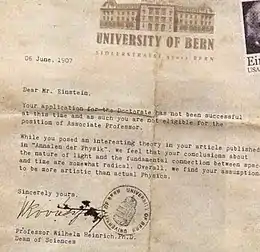 UNIVERSITY OF BERN
06 June, 1907
Dear Mr. Einstein,
Your application for the Doctorate has not been successful
at this time and as such you are not eligible for the
position of Associate Professor.
While you posed an interesting theory in your article published
in "Annalen der Physik", we feel that your conclusions about
the nature of light and the fundamental connection between space
and time are somewhat radical. Overall, we find your assumptions
to be more artistic than actual Physics.
Sincerely yours,
Professor Wilhelm Heinrich, Ph.D.
Dean of Sciences
Ein
USA